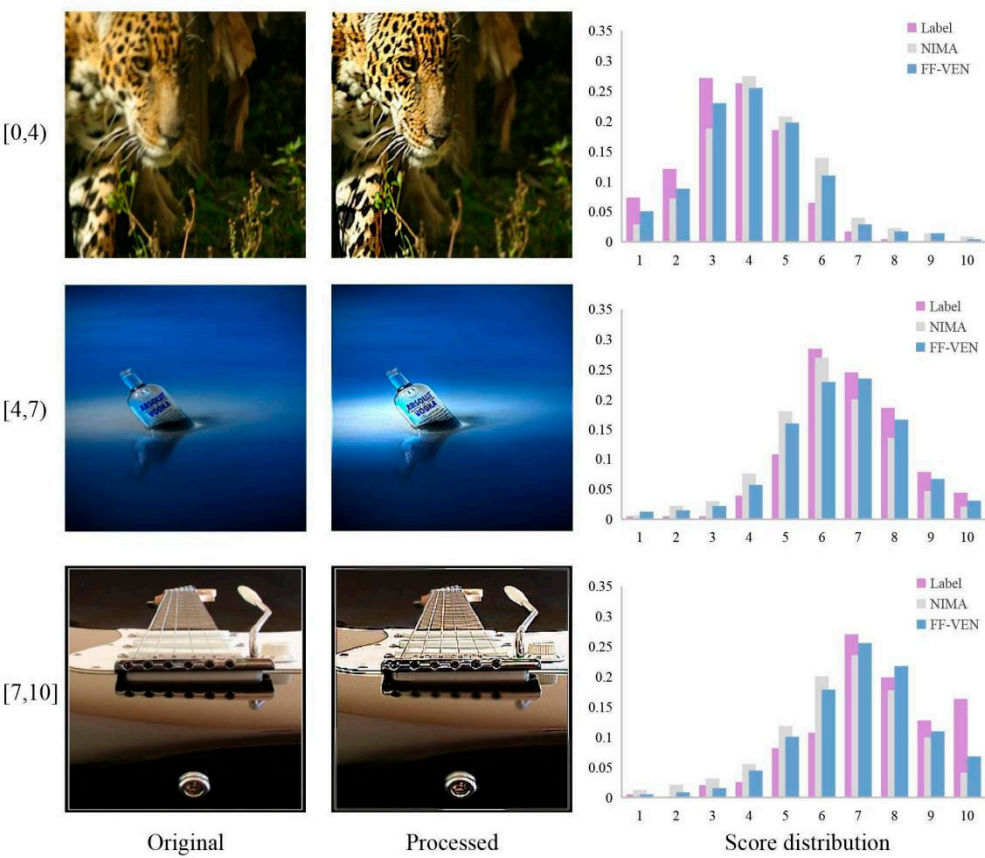 [0,4)
0.35
0.3
0.25
0.2
0.15
0.1
0.05
0
1 2 3 4 5 6 7 8 9 10
Label
NIMA
FF-VEN
[4,7)
ABSOLUT
VODKA
ABSOLUT
VODKA
0.35
0.3
0.25
0.2
0.15
0.1
0.05
0
1 2 3 4 5 6 7 8 9 10
Label
NIMA
FF-VEN
[7,10]
0.35
0.3
0.25
0.2
0.15
0.1
0.05
0
1 2 3 4 5 6 7 8 9 10
Label
NIMA
FF-VEN
Original Processed Score distribution